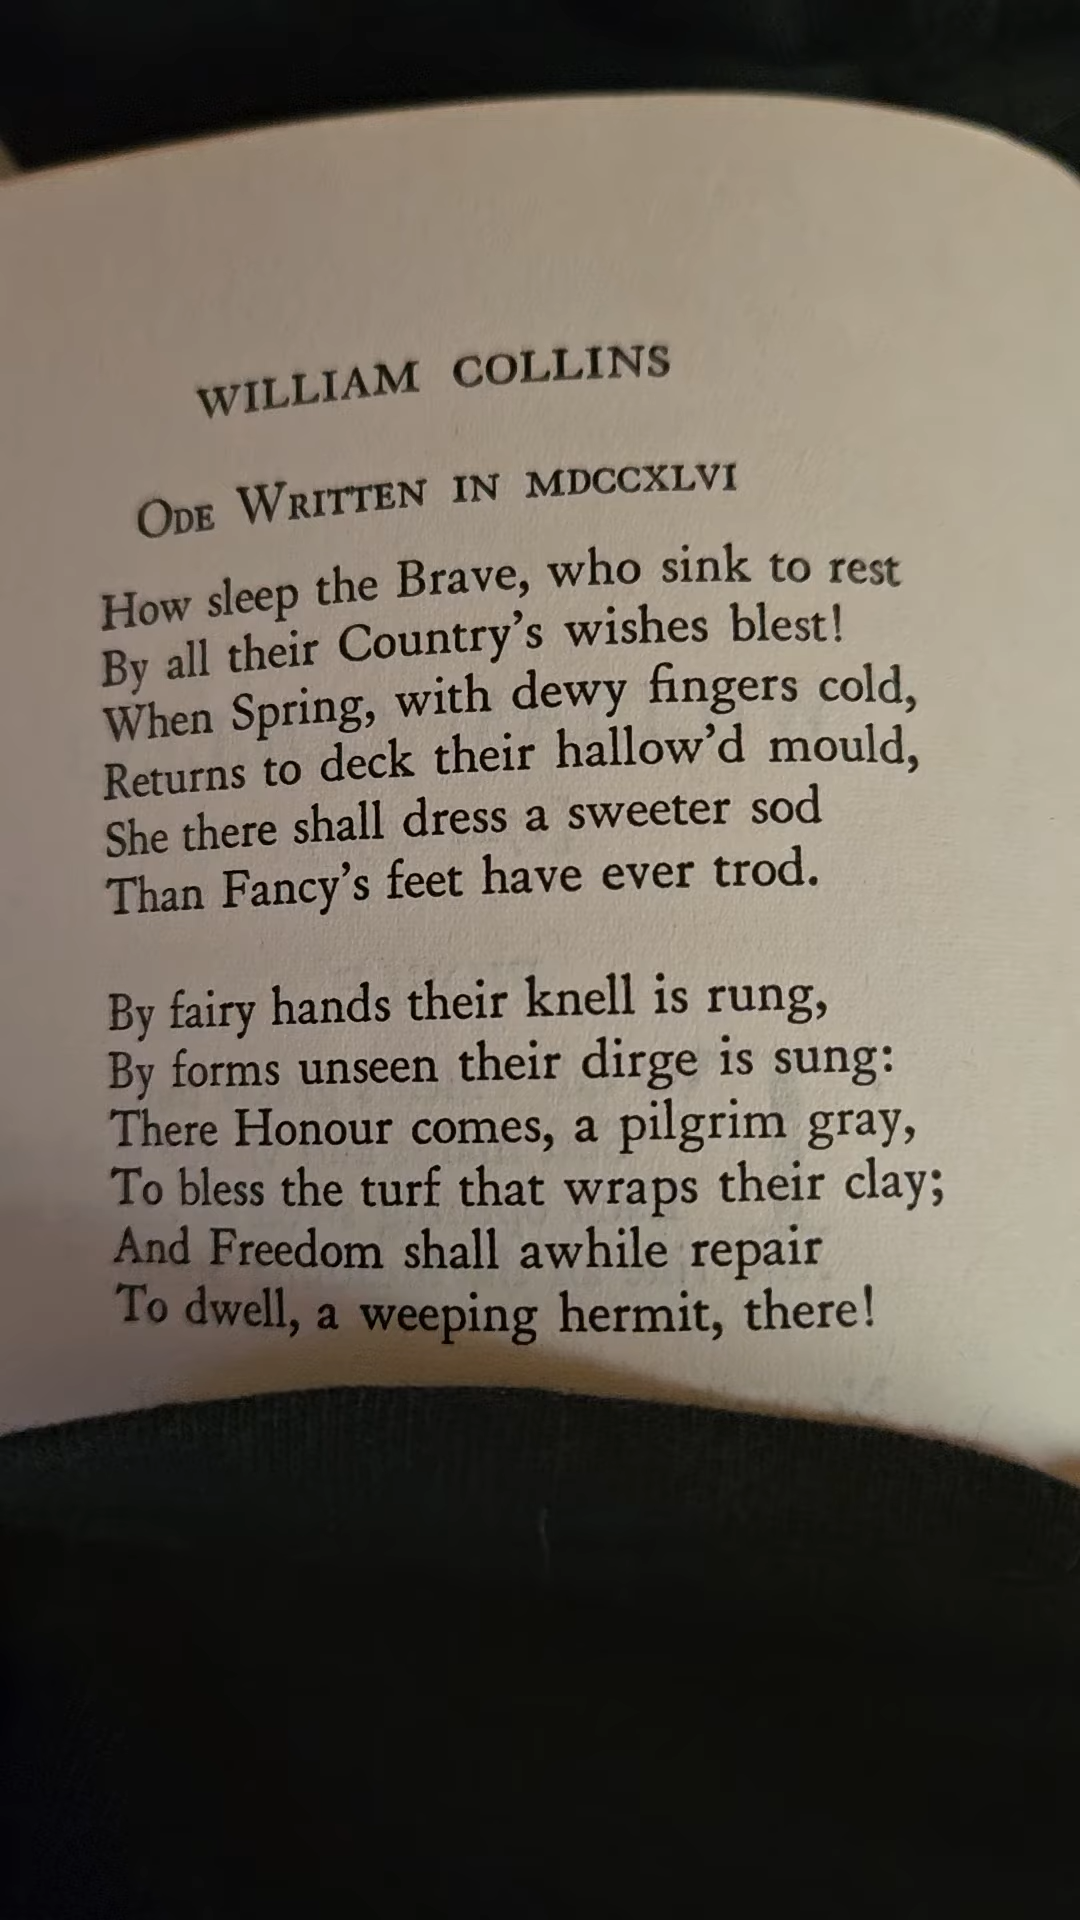 WILLIAM COLLINS
ODE WRITTEN IN MDCCXLVI
How sleep the Brave, who sink to rest
By all their Country's wishes blest!
When Spring, with dewy fingers cold,
Returns to deck their hallow'd mould,
She there shall dress a sweeter sod
Than Fancy's feet have ever trod.
By fairy hands their knell is rung,
By forms unseen their dirge is sung:
There Honour comes, a pilgrim gray,
To bless the turf that wraps their clay;
And Freedom shall awhile repair
To dwell, a weeping hermit, there!